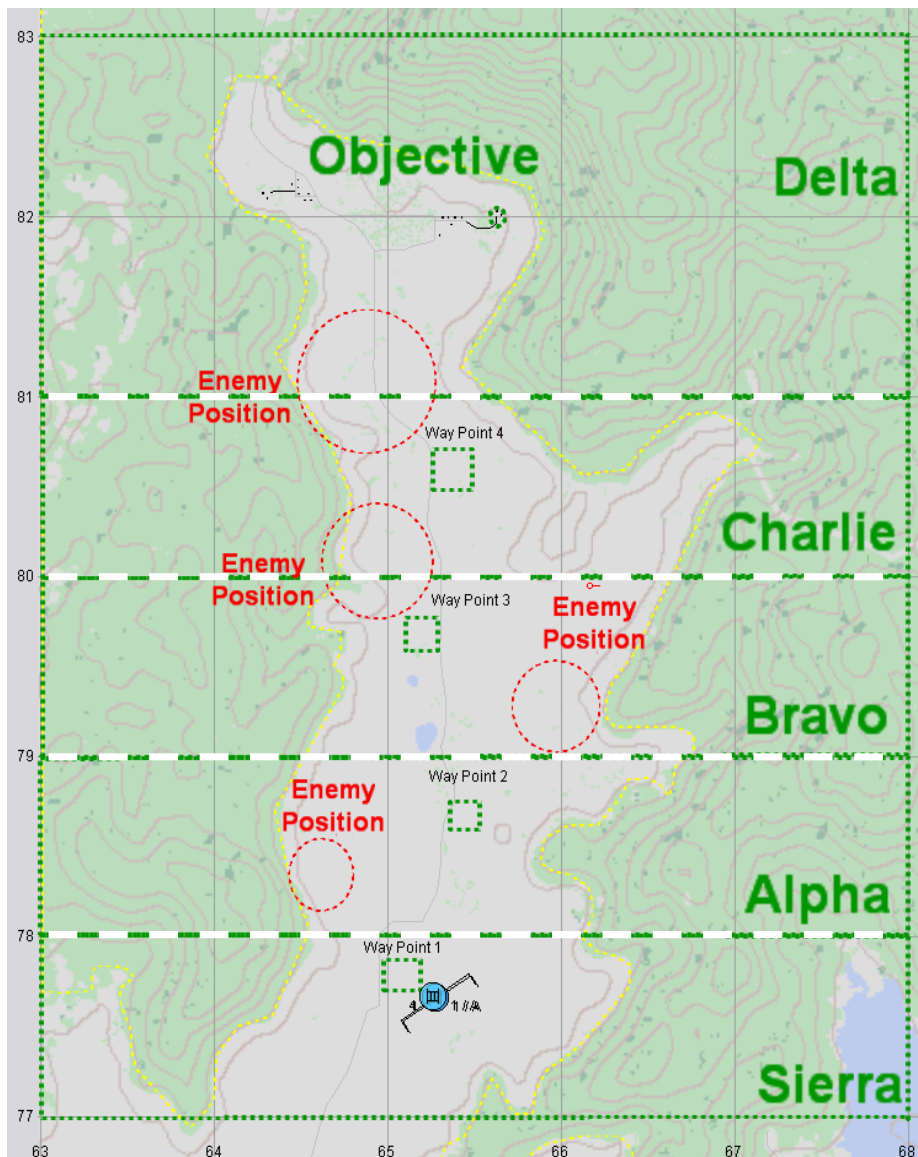 83
Objective
Delta
82
Enemy
Position
81
Way Point 4
Charlie
Enemy
Position
80
Way Point 3
Enemy
Position
Bravo
79
Way Point 2
Enemy
Position
Alpha
78
Way Point 1
1/A
Sierra
77
63
64
65
66
67
68